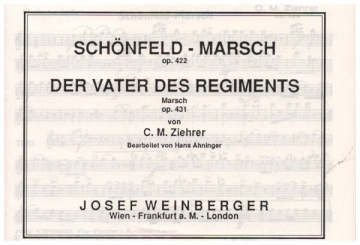 SCHÖNFELD - MARSCH
op. 422
DER VATER DES REGIMENTS
Marsch
op. 431
von
C. M. Ziehrer
Bearbeitet von Hans Ahninger
JOSEF WEINBERGER
Wien - Frankfurt a. M. - London